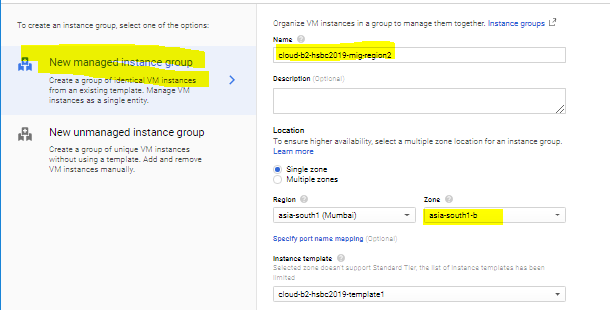 To create an instance group, select one of the options:
New managed instance group
Create a group of identical VM instances
from an existing template. Manage VM
instances as a single entity.
New unmanaged instance group
Create a group of unique VM instances
without using a template. Add and remove
VM instances manually.
Organize VM instances in a group to manage them together. Instance groups
Name
cloud-b2-hsbc2019-mig-region2
Description (Optional)
Location
To ensure higher availability, select a multiple zone location for an instance group.
Learn more
Single zone
Multiple zones
Region
Zone
asia-south1 (Mumbai)
asia-south1-b
Specify port name mapping (Optional)
Instance template
Selected zone doesn't support Standard Tier, the list of instance templates has been
limited
cloud-b2-hsbc2019-template1